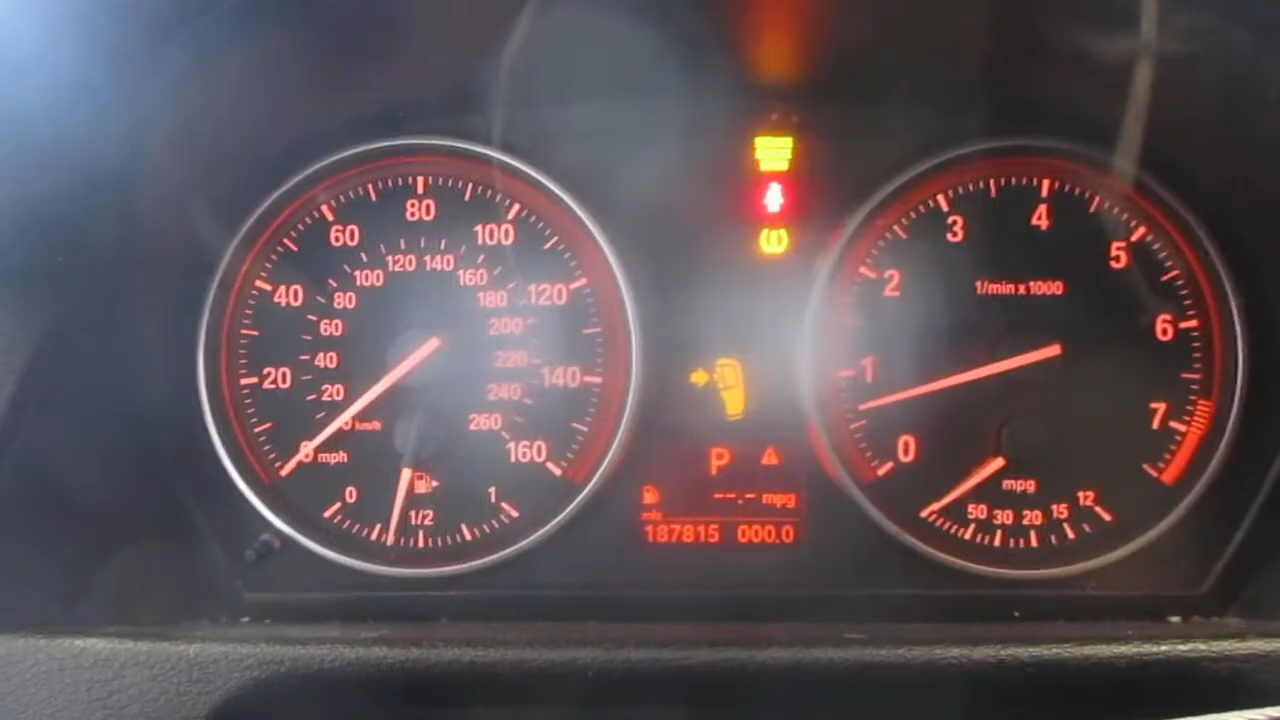 80
60 100
40 120
20 140
0 mph 160
120 140
100 160
80 180
60 200
40 220
20 240
km/h 260
0 1/2 1
P
--.- mpg
mls
187815 000.0
4
3 5
2 6
1 7
0
1/min x 1000
mpg
50 30 20 15 12